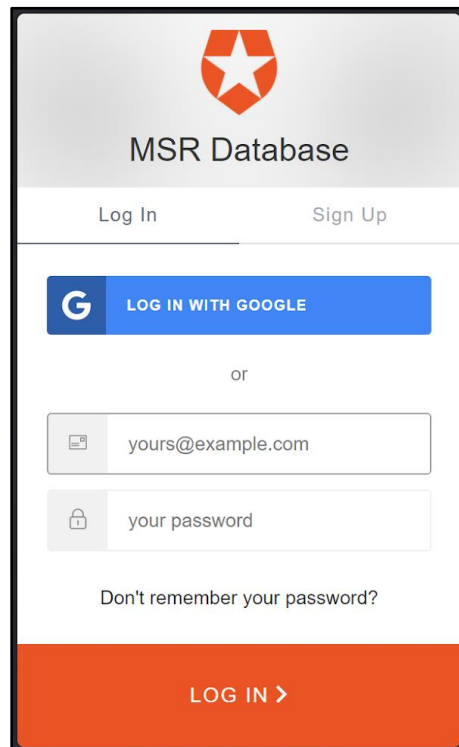 MSR Database
Log In Sign Up
G LOG IN WITH GOOGLE
or
yours@example.com
your password
Don't remember your password?
LOG IN